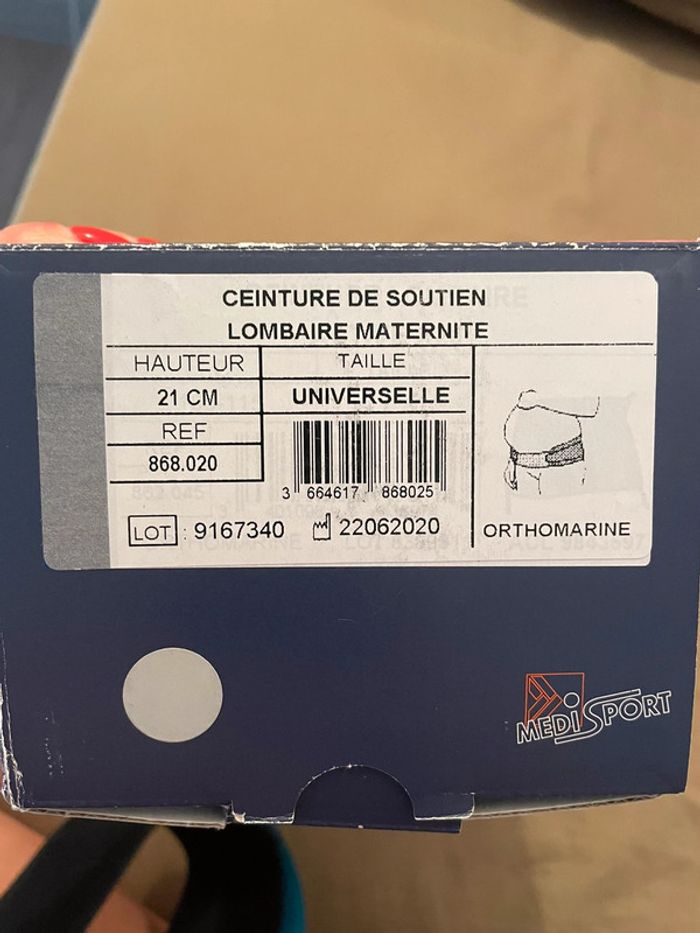 CEINTURE DE SOUTIEN
LOMBAIRE MATERNITE
HAUTEUR
TAILLE
21 CM
UNIVERSELLE
REF
868.020
3 664617 868025
LOT : 9167340
22062020
ORTHOMARINE
MEDISPORT